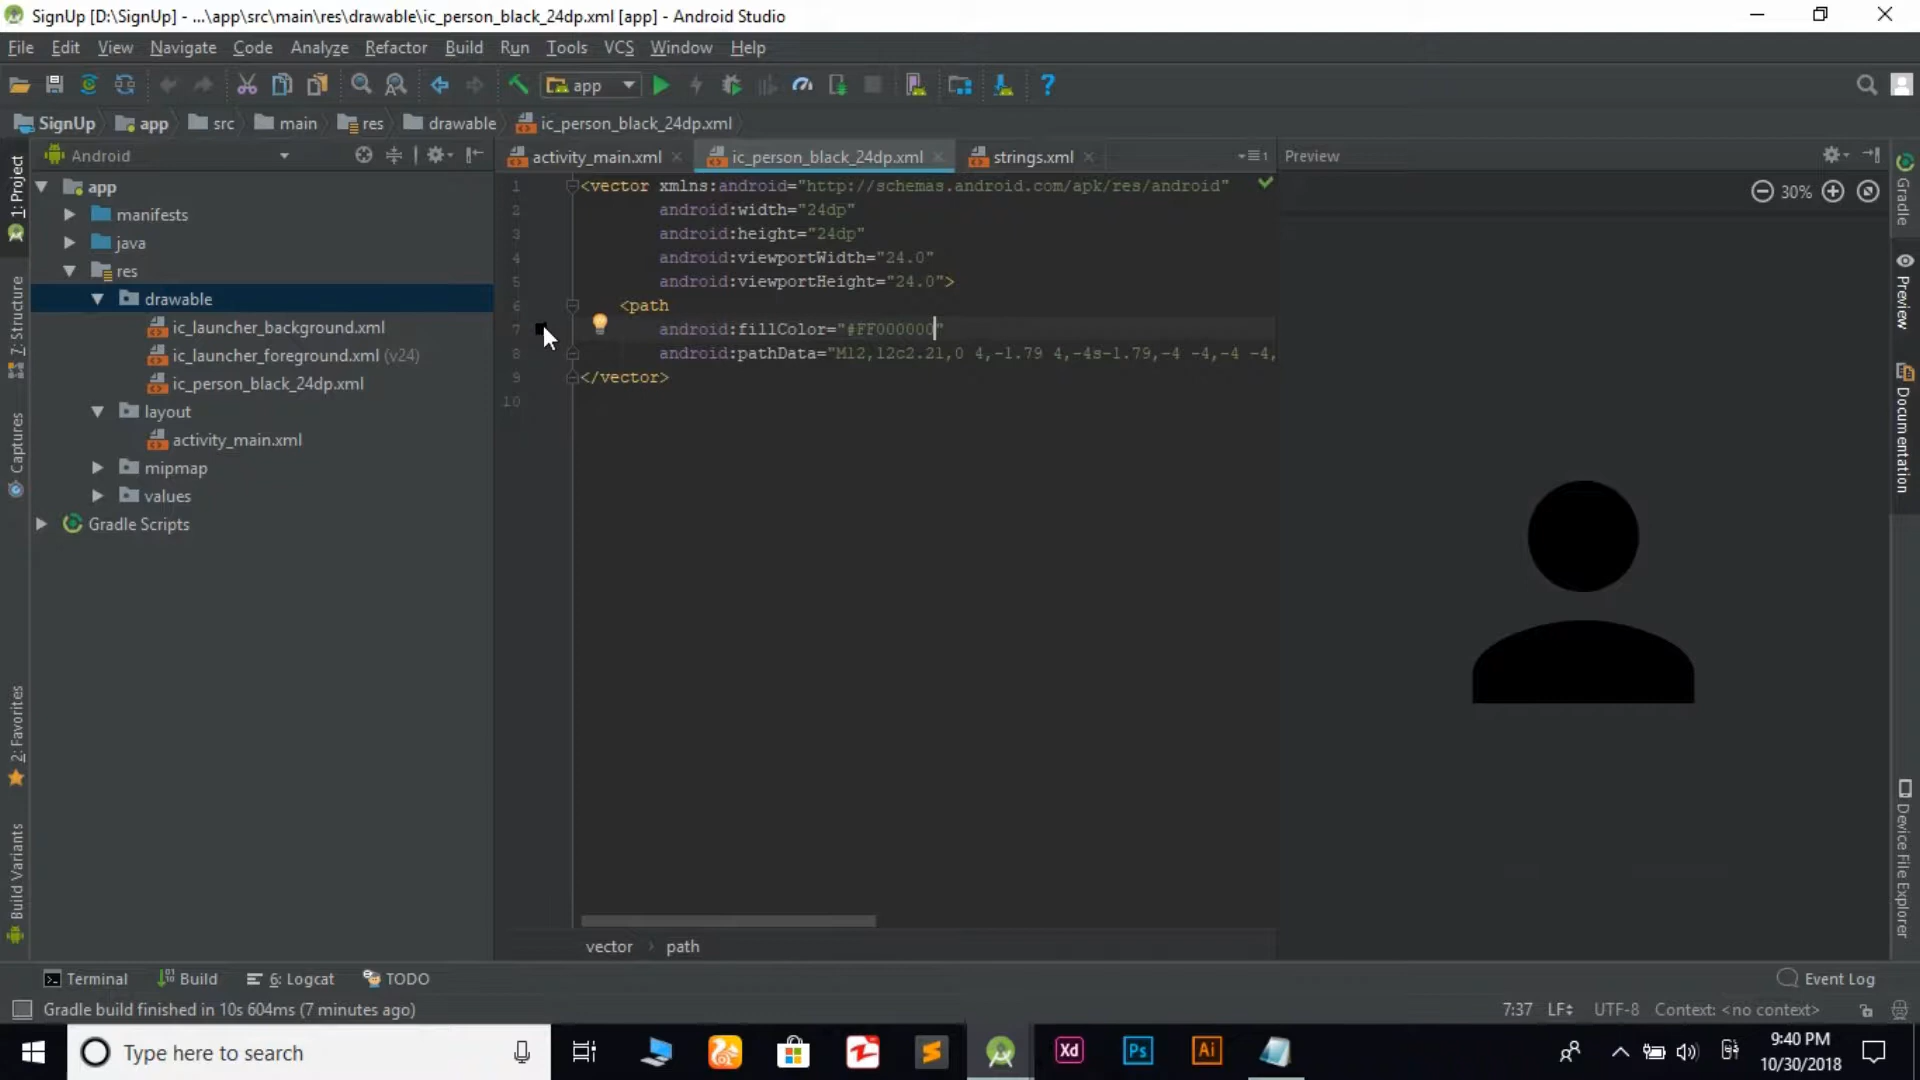 SignUp [D:\SignUp] - ...\app\src\main\res\drawable\ic_person_black_24dp.xml [app] - Android Studio
File Edit View Navigate Code Analyze Refactor Build Run Tools VCS Window Help
app
SignUp app src main res drawable ic_person_black_24dp.xml
Android
activity_main.xml ic_person_black_24dp.xml strings.xml
Preview
1: Project
7: Structure
Captures
2: Favorites
Build Variants
app
manifests
java
res
drawable
ic_launcher_background.xml
ic_launcher_foreground.xml (v24)
ic_person_black_24dp.xml
layout
activity_main.xml
mipmap
values
Gradle Scripts
1 <vector xmlns:android="http://schemas.android.com/apk/res/android"
2 android:width="24dp"
3 android:height="24dp"
4 android:viewportWidth="24.0"
5 android:viewportHeight="24.0">
6 <path
7 android:fillColor="#FF000000"
8 android:pathData="M12,12c2.21,0 4,-1.79 4,-4s-1.79,-4 -4,-4 -4,
9 </vector>
10
30%
Gradle
Preview
Documentation
Device File Explorer
vector path
Terminal Build 6: Logcat TODO
Event Log
Gradle build finished in 10s 604ms (7 minutes ago)
7:37 LF UTF-8 Context: <no context>
Type here to search
Xd Ps Ai
9:40 PM
10/30/2018